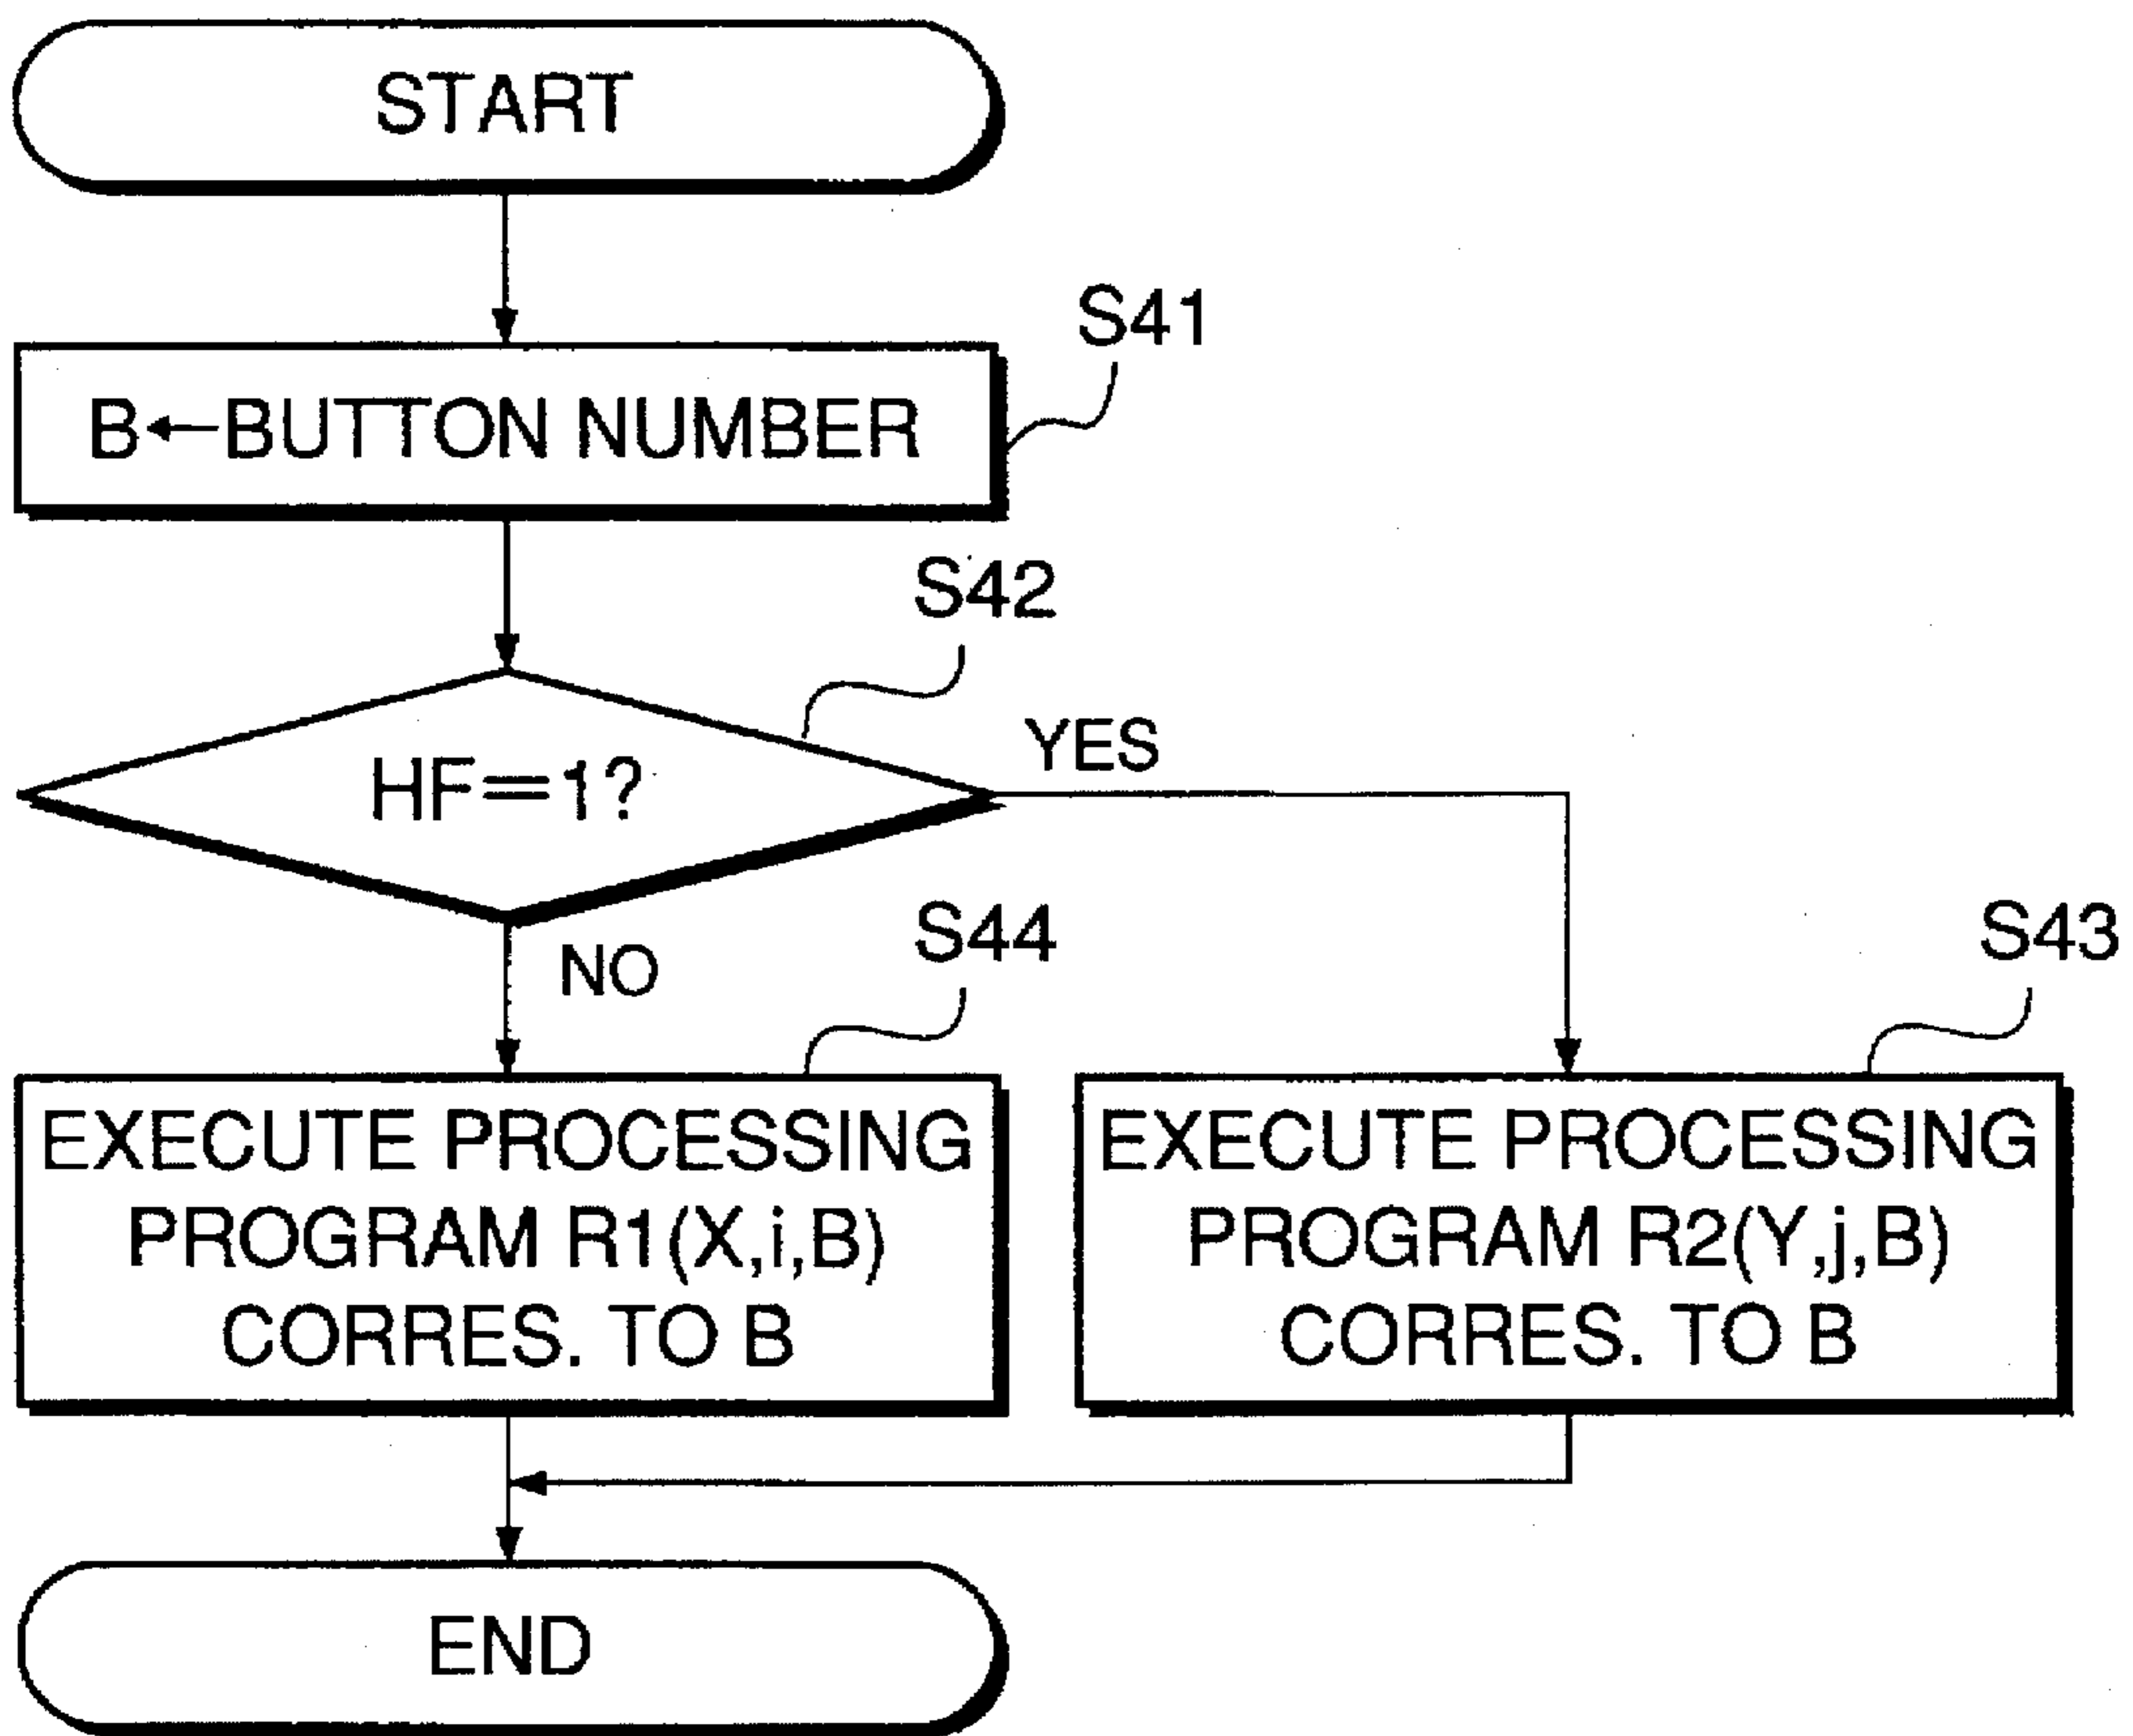 START
S41
B←BUTTON NUMBER
S42
HF=1?
YES
NO
S44
S43
EXECUTE PROCESSING
PROGRAM R1(X,i,B)
CORRES. TO B
EXECUTE PROCESSING
PROGRAM R2(Y,j,B)
CORRES. TO B
END